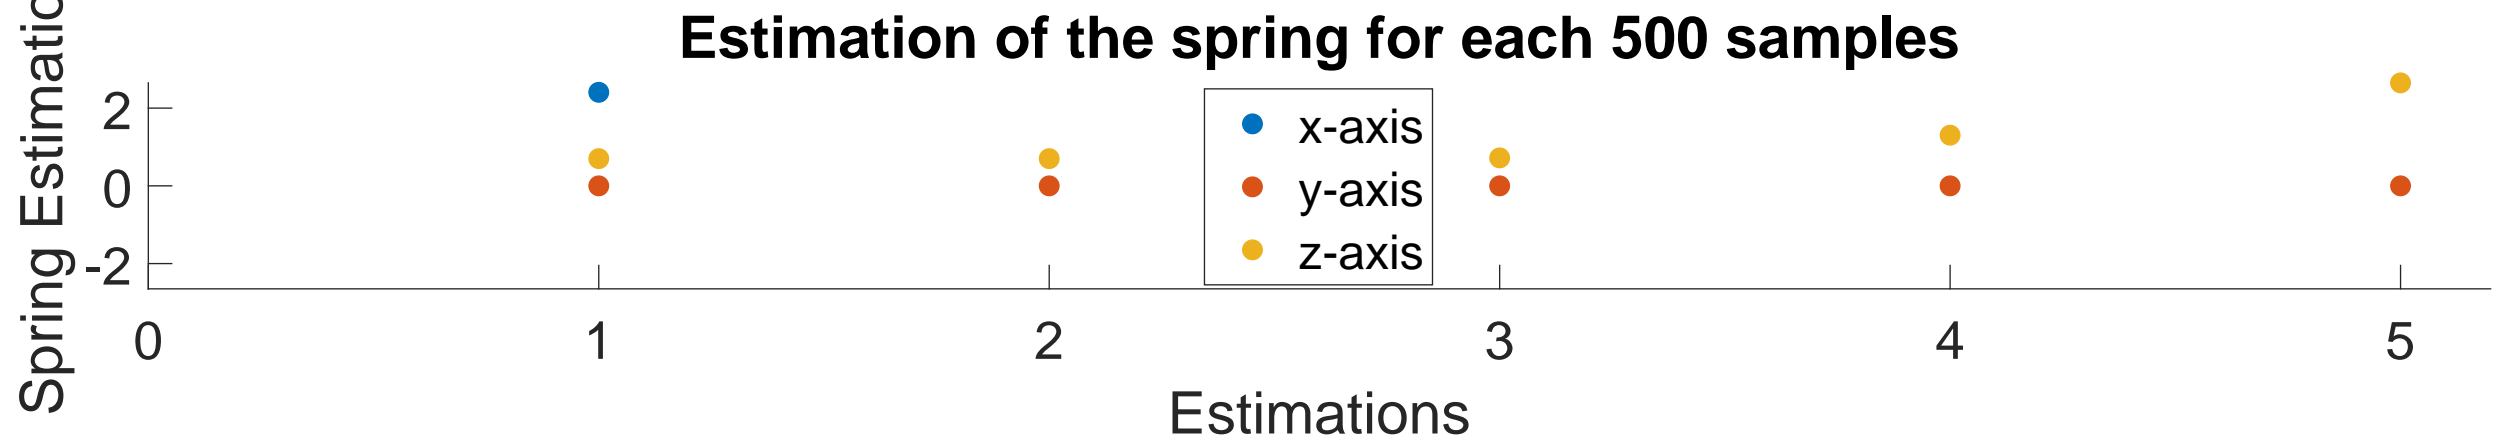 Estimation of the spring for each 500 samples
x-axis
y-axis
z-axis
2
0
-2
Spring
0 1 2 3 4 5
Estimations